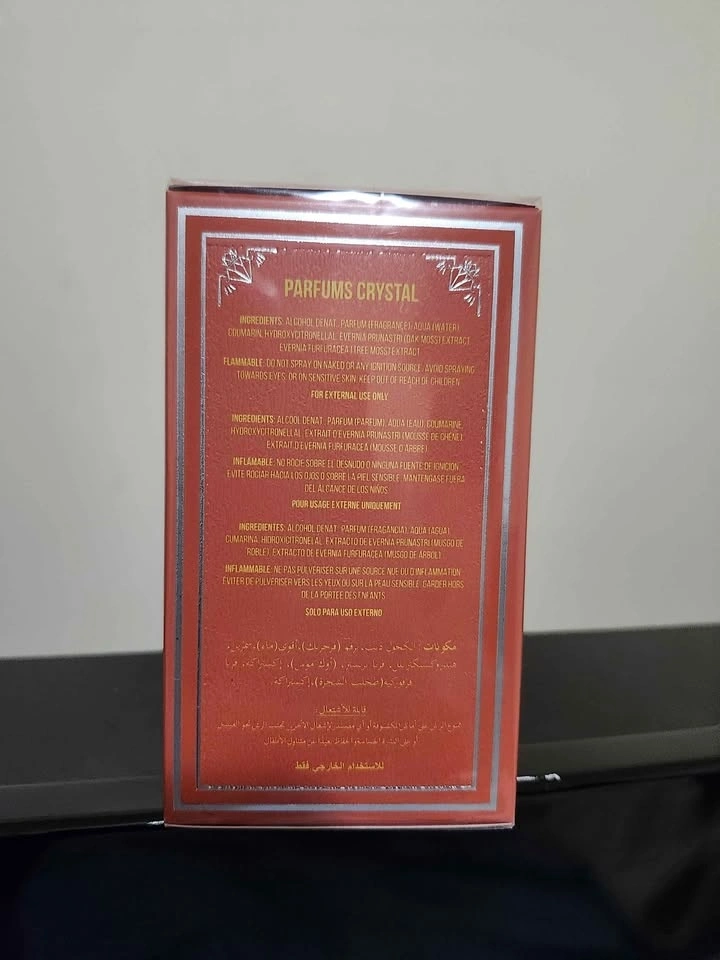 PARFUMS CRYSTAL
INGREDIENTS: ALCOHOL DENAT., PARFUM (FRAGRANCE), AQUA (WATER),
COUMARIN, HYDROXYCITRONELLAL, EVERNIA PRUNASTRI (OAK MOSS) EXTRACT,
EVERNIA FURFURACEA (TREE MOSS) EXTRACT
FLAMMABLE: DO NOT SPRAY ON NAKED OR ANY IGNITION SOURCE. AVOID SPRAYING
TOWARDS EYES, OR ON SENSITIVE SKIN. KEEP OUT OF REACH OF CHILDREN
FOR EXTERNAL USE ONLY
INGREDIENTS: ALCOOL DENAT., PARFUM (PARFUM), AQUA (EAU), COUMARINE,
HYDROXYCITRONELLAL, EXTRAIT D'EVERNIA PRUNASTRI (MOUSSE DE CHÊNE),
EXTRAIT D'EVERNIA FURFURACEA (MOUSSE D'ARBRE)
INFLAMABLE: NO ROCIE SOBRE EL DESNUDO O NINGUNA FUENTE DE IGNICION.
EVITE ROCIAR HACIA LOS OJOS O SOBRE LA PIEL SENSIBLE. MANTENGASE FUERA
DEL ALCANCE DE LOS NIÑOS
POUR USAGE EXTERNE UNIQUEMENT
INGREDIENTES: ALCOHOL DENAT., PARFUM (FRAGANCIA), AQUA (AGUA),
CUMARINA, HIDROXICITRONELAL, EXTRACTO DE EVERNIA PRUNASTRI (MUSGO DE
ROBLE), EXTRACTO DE EVERNIA FURFURACEA (MUSGO DE ÁRBOL)
INFLAMMABLE: NE PAS PULVÉRISER SUR UNE SOURCE NUE OU D'INFLAMMATION.
ÉVITER DE PULVÉRISER VERS LES YEUX OU SUR LA PEAU SENSIBLE. GARDER HORS
DE LA PORTÉE DES ENFANTS
SOLO PARA USO EXTERNO
مكونات:
قابلة للأشتعال:
للاستخدام الخارجي فقط